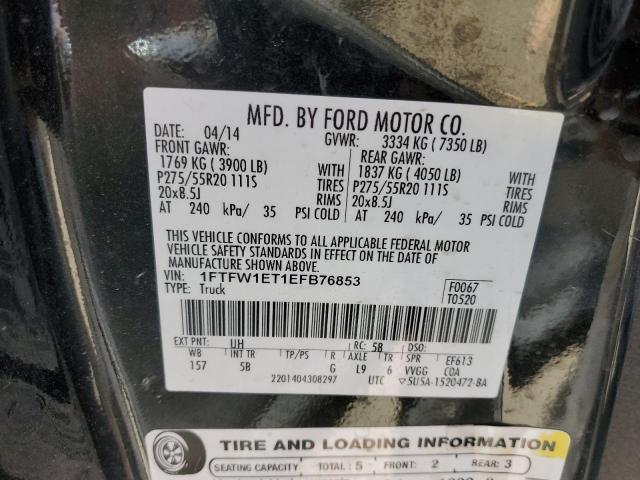 MFD. BY FORD MOTOR CO.
DATE: 04/14 GVWR: 3334 KG ( 7350 LB)
FRONT GAWR: REAR GAWR:
1769 KG ( 3900 LB) WITH 1837 KG ( 4050 LB) WITH
P275/55R20 111S TIRES P275/55R20 111S TIRES
20x8.5J RIMS 20x8.5J RIMS
AT 240 kPa/ 35 PSI COLD AT 240 kPa/ 35 PSI COLD
THIS VEHICLE CONFORMS TO ALL APPLICABLE FEDERAL MOTOR
VEHICLE SAFETY STANDARDS IN EFFECT ON THE DATE OF
MANUFACTURE SHOWN ABOVE.
VIN: 1FTFW1ET1EFB76853 F0067
TYPE: Truck T0520
EXT PNT: UH RC: 58 DSO:
WB INT TR TP/PS R AXLE TR SPR EF613
157 5B G L9 6 VVGG COA
2201404308297 UTC 5U5A-1520472-BA
TIRE AND LOADING INFORMATION
SEATING CAPACITY TOTAL : 5 FRONT: 2 REAR: 3